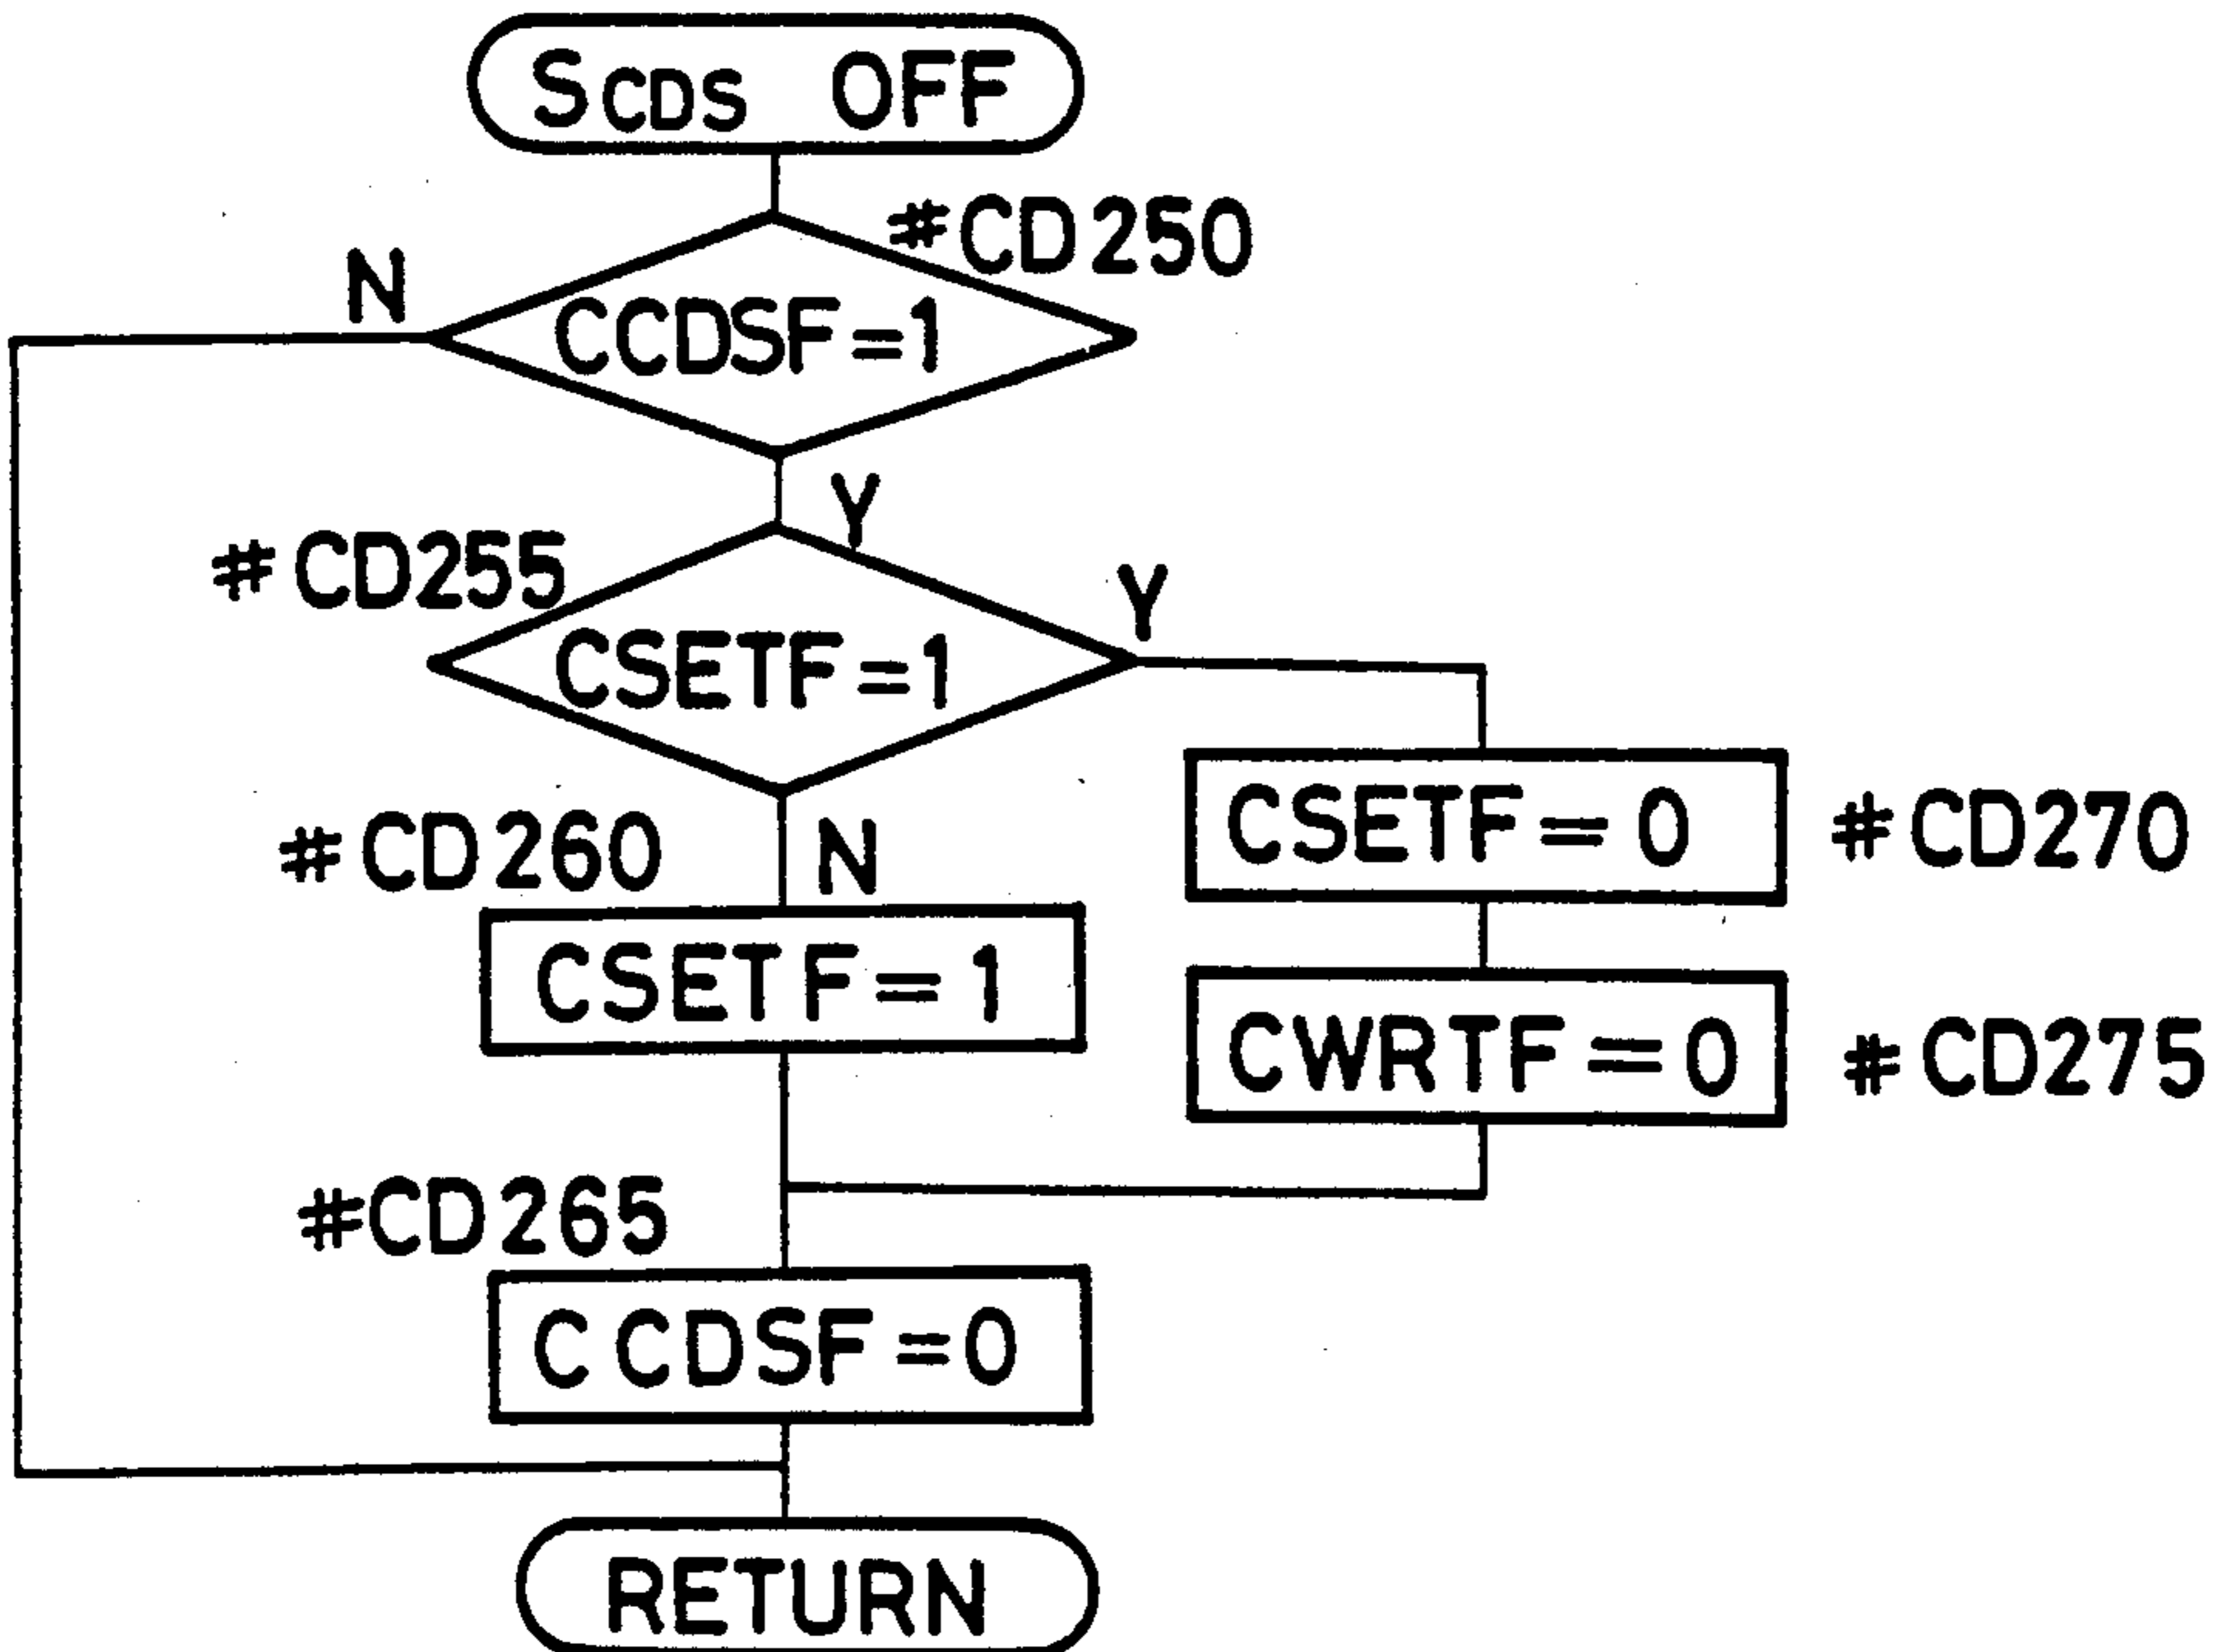 SCDS OFF
#CD250
N
CCDSF=1
Y
#CD255
Y
CSETF=1
CSETF=0
#CD270
#CD260
N
CSETF=1
CWRTF=0
#CD275
#CD265
CCDSF=0
RETURN